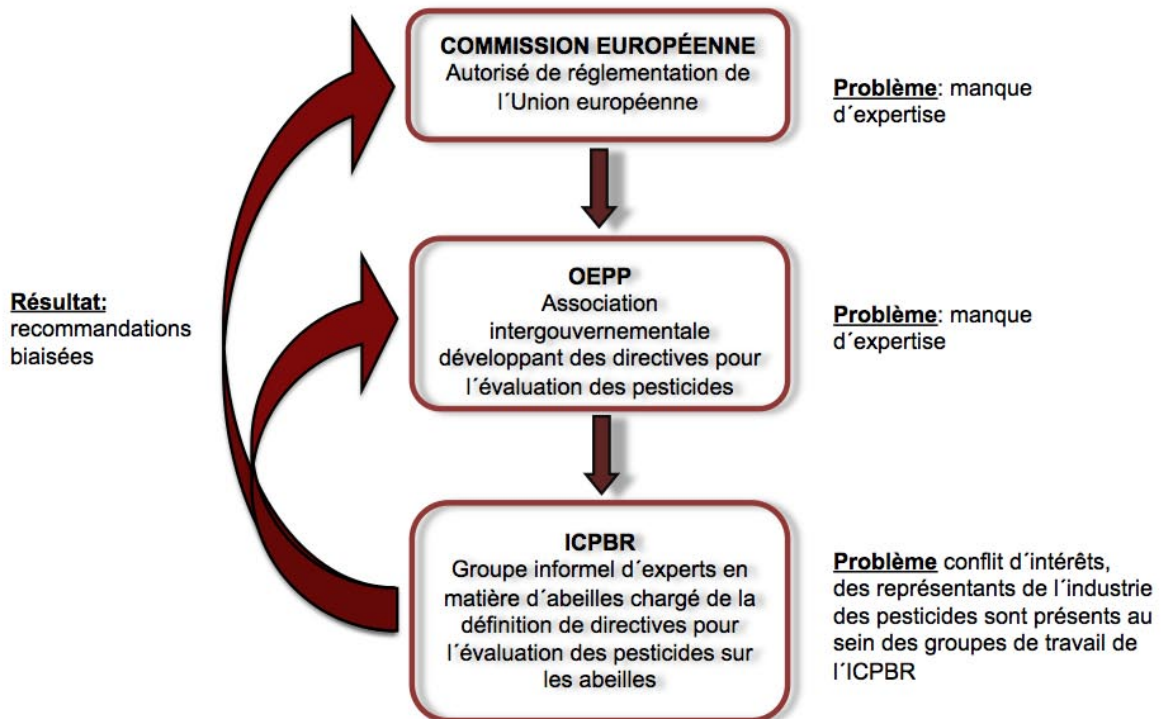 COMMISSION EUROPÉENNE
Autorisé de réglementation de
l´Union européenne
Problème: manque
d´expertise
OEPP
Association
intergouvernementale
développant des directives pour
l´évaluation des pesticides
Résultat:
recommandations
biaisées
Problème: manque
d´expertise
ICPBR
Groupe informel d´experts en
matière d´abeilles chargé de la
définition de directives pour
l´évaluation des pesticides sur
les abeilles
Problème conflit d´intérêts,
des représentants de l´industrie
des pesticides sont présents au
sein des groupes de travail de
l´ICPBR